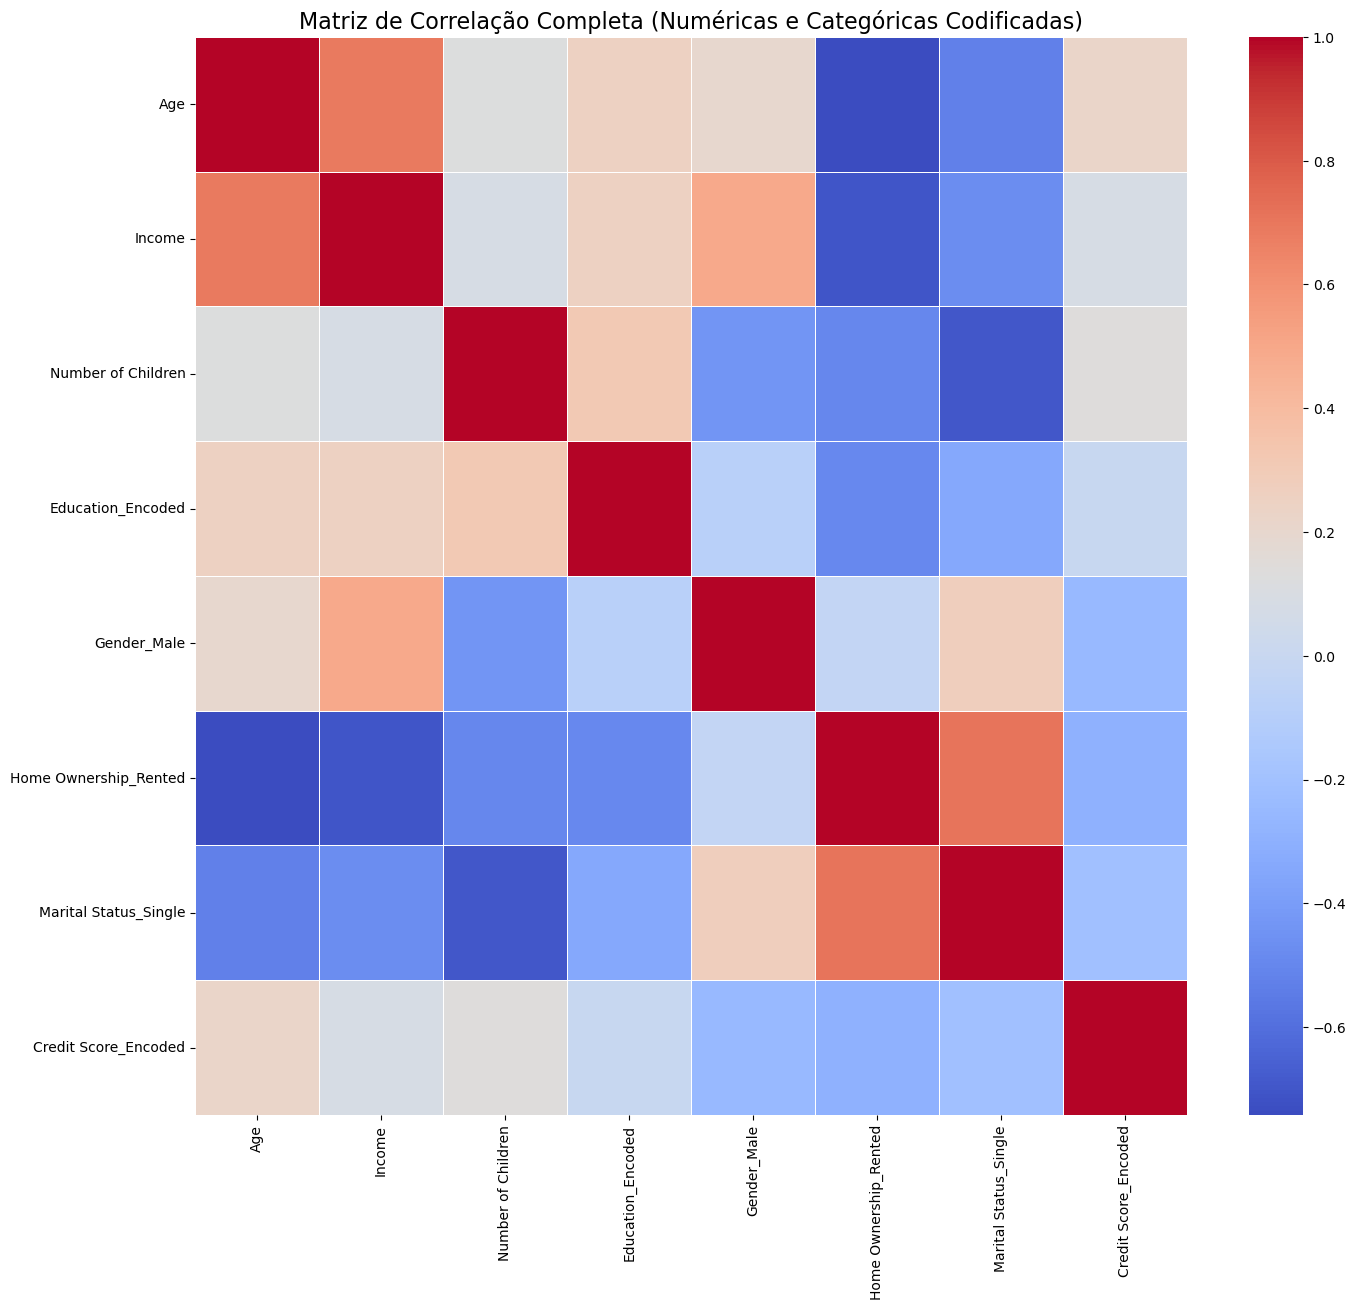 Matriz de Correlação Completa (Numéricas e Categóricas Codificadas)
Age
Income
Number of Children
Education_Encoded
Gender_Male
Home Ownership_Rented
Marital Status_Single
Credit Score_Encoded
Age
Income
Number of Children
Education_Encoded
Gender_Male
Home Ownership_Rented
Marital Status_Single
Credit Score_Encoded
1.0
0.8
0.6
0.4
0.2
0.0
−0.2
−0.4
−0.6